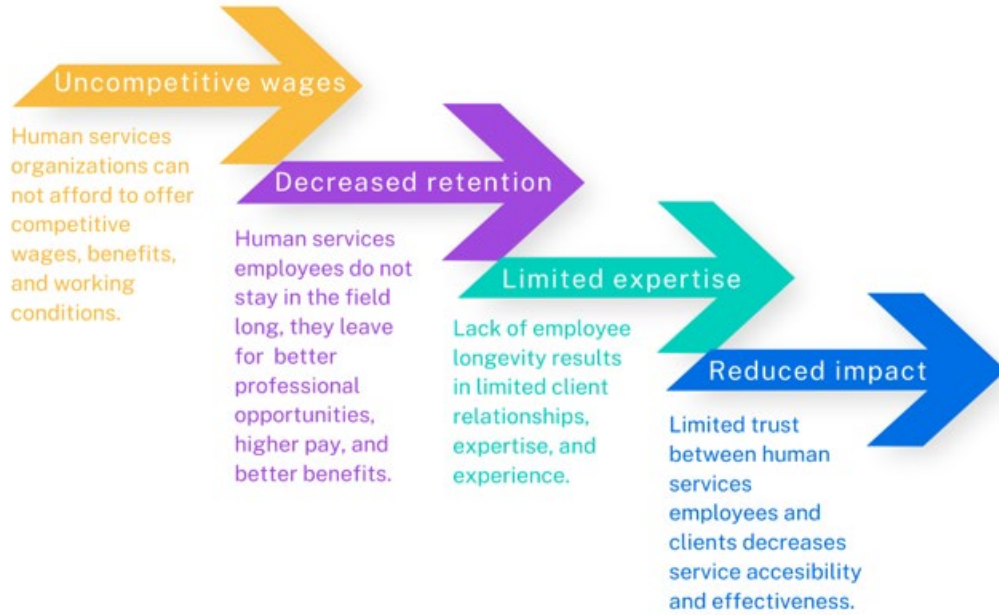 Uncompetitive wages
Human services
organizations can
not afford to offer
competitive
wages, benefits,
and working
conditions.
Decreased retention
Human services
employees do not
stay in the field
long, they leave
for better
professional
opportunities,
higher pay, and
better benefits.
Limited expertise
Lack of employee
longevity results
in limited client
relationships,
expertise, and
experience.
Reduced impact
Limited trust
between human
services
employees and
clients decreases
service accesibility
and effectiveness.